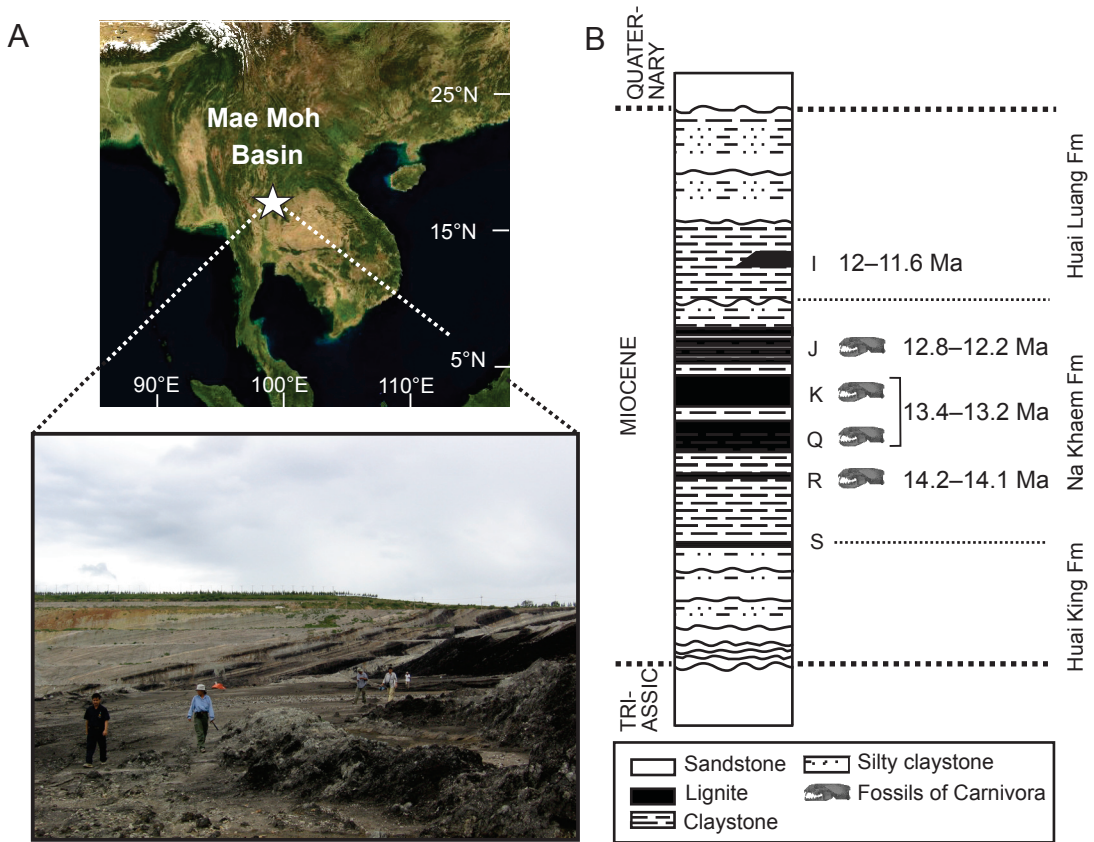 A
Mae Moh
Basin
25°N
15°N
5°N
90°E
100°E
110°E
B
QUATER-
NARY
MIOCENE
TRI-
ASSIC
I 12–11.6 Ma
J 12.8–12.2 Ma
K
13.4–13.2 Ma
Q
R 14.2–14.1 Ma
S
Huai Luang Fm
Na Khaem Fm
Huai King Fm
Sandstone
Silty claystone
Lignite
Fossils of Carnivora
Claystone